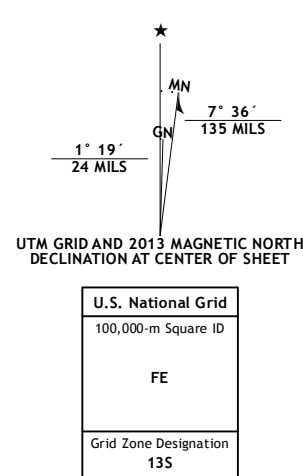 ★
MN
7° 36´
135 MILS
GN
1° 19´
24 MILS
UTM GRID AND 2013 MAGNETIC NORTH
DECLINATION AT CENTER OF SHEET
U.S. National Grid
100,000-m Square ID
FE
Grid Zone Designation
13S